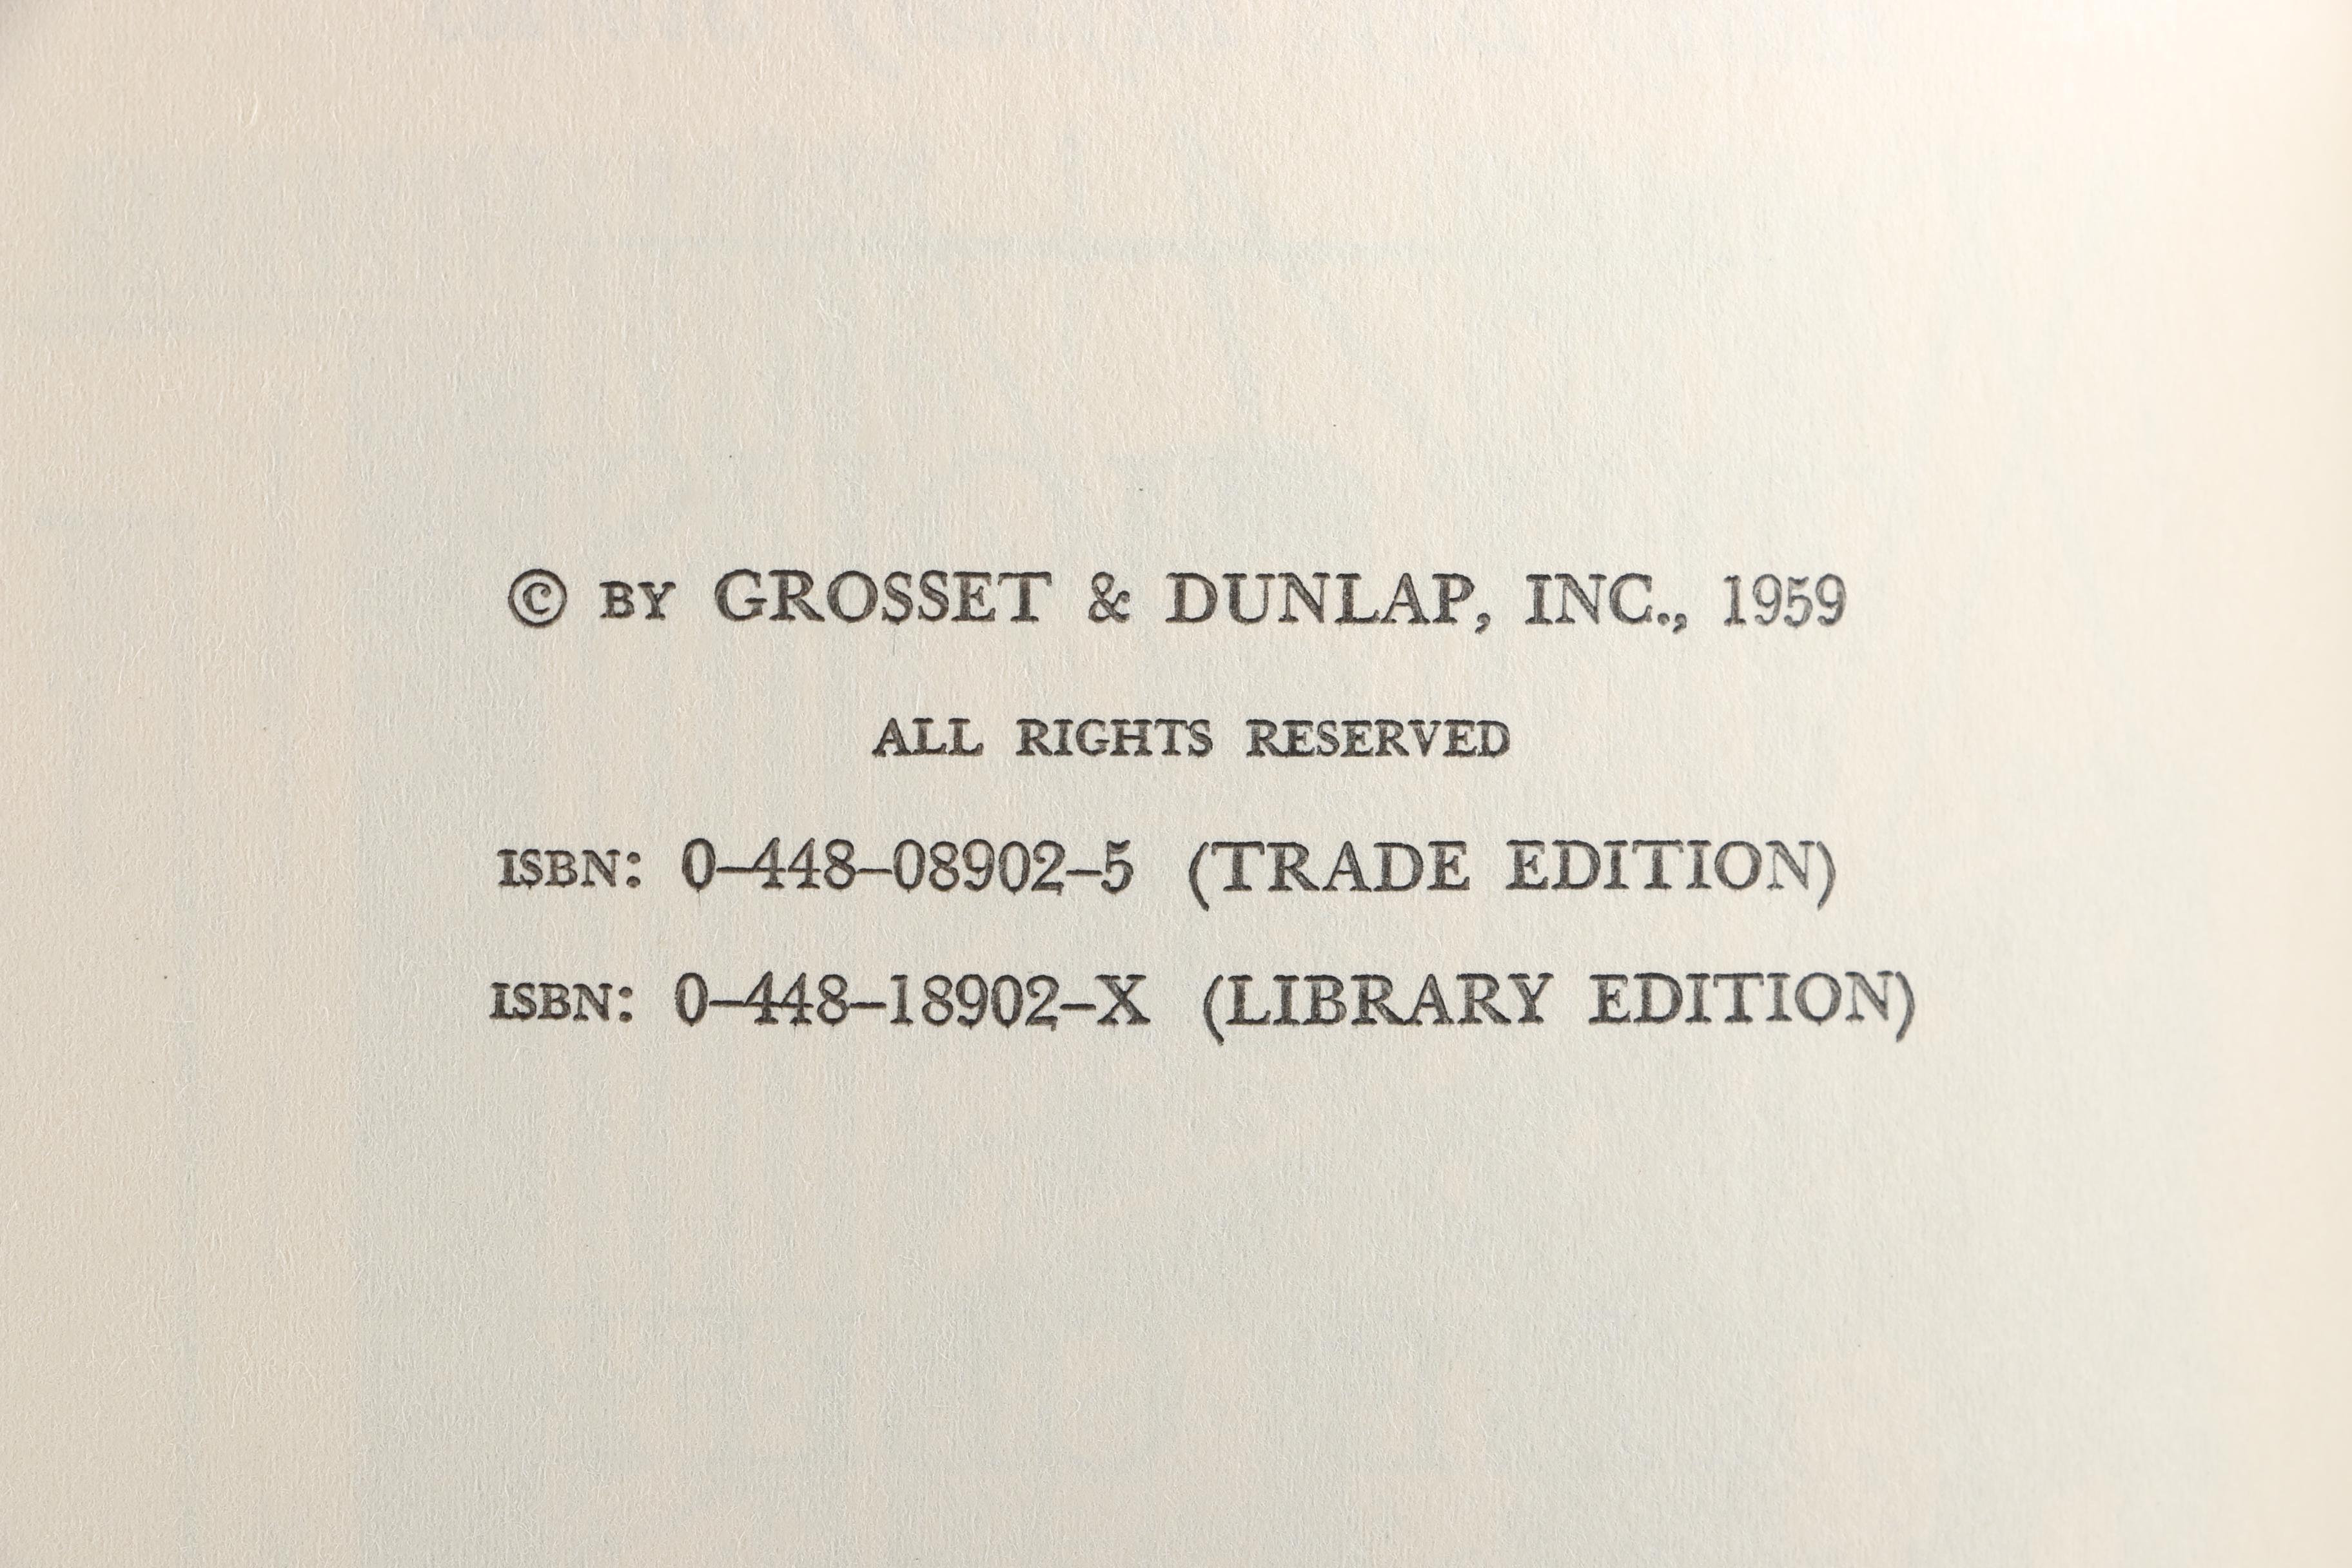 © BY GROSSET & DUNLAP, INC., 1959
ALL RIGHTS RESERVED
ISBN: 0–448–08902–5 (TRADE EDITION)
ISBN: 0–448–18902–X (LIBRARY EDITION)